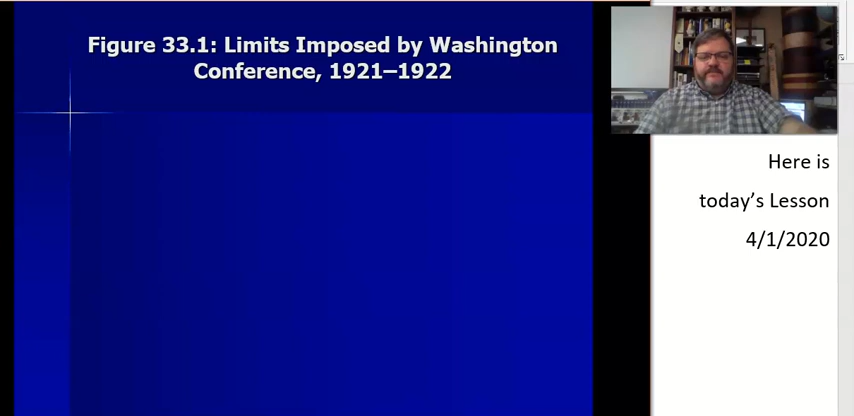 Figure 33.1: Limits Imposed by Washington
Conference, 1921–1922
Here is
today’s Lesson
4/1/2020